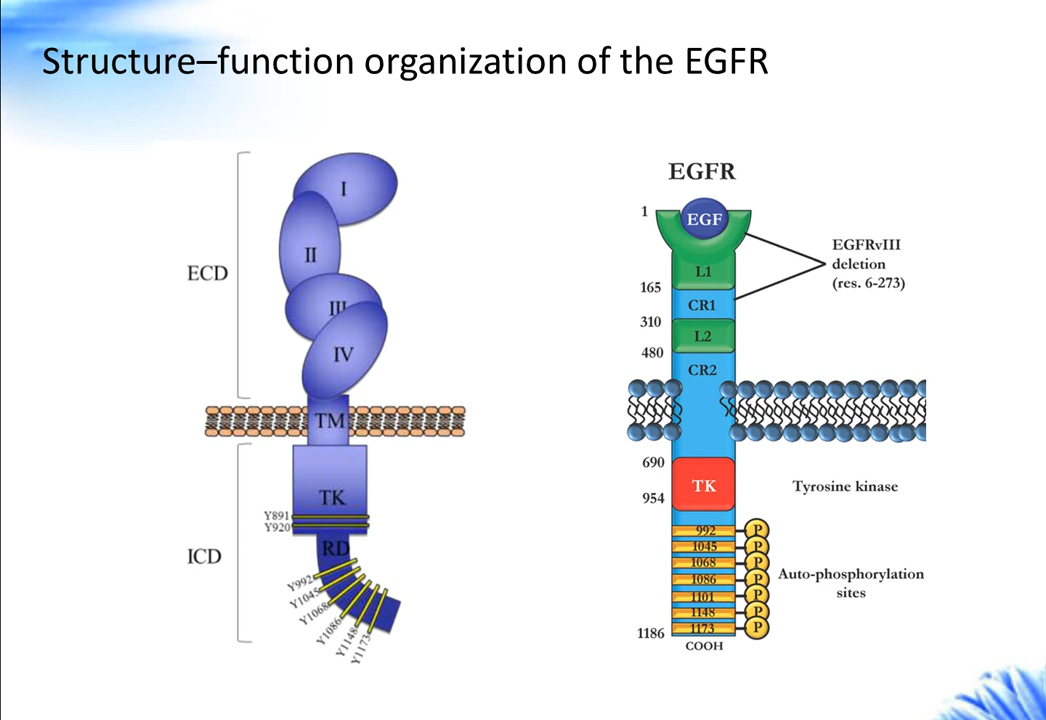 Structure–function organization of the EGFR
ECD
I
II
III
IV
TM
TK
Y891
Y920
ICD
RD
Y992
Y1045
Y1068
Y1086
Y1148
Y1173
EGFR
1
EGF
EGFRvIII
deletion
(res. 6-273)
L1
165
CR1
310
L2
480
CR2
690
TK
Tyrosine kinase
954
992 P
1045 P
1068 P
1086 P
1101 P
1148 P
1173 P
Auto-phosphorylation
sites
1186
COOH